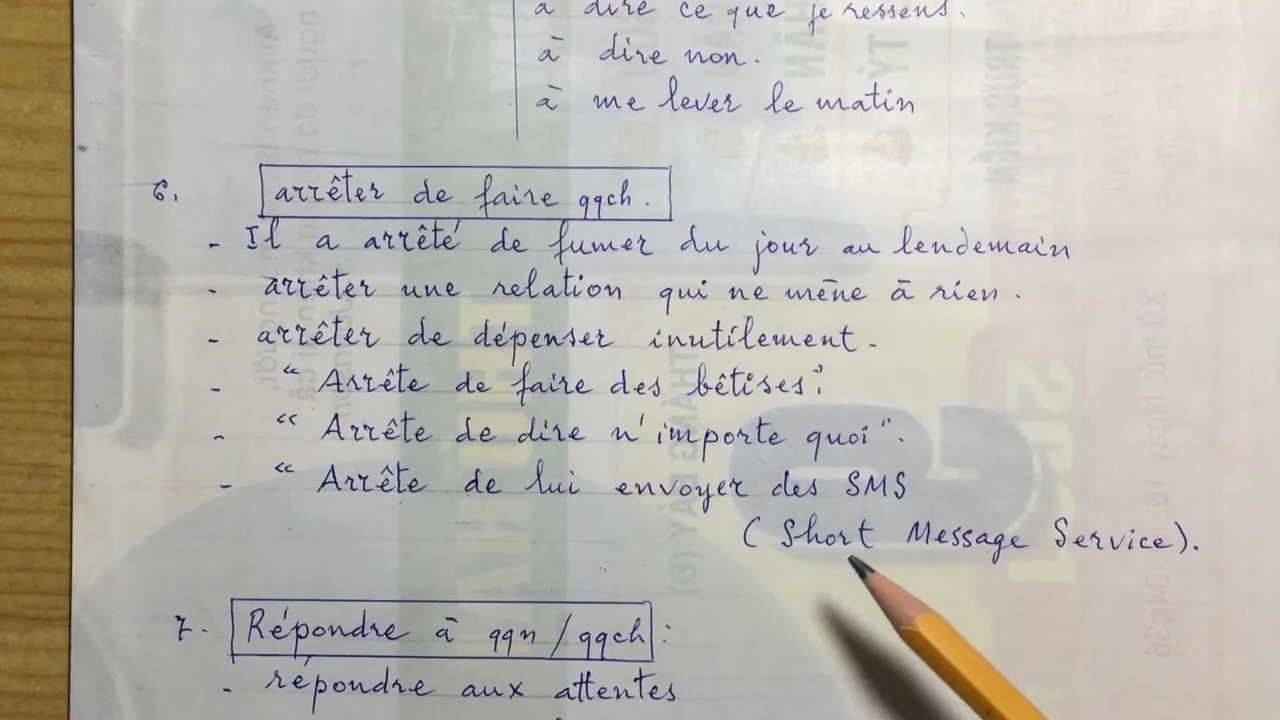 à dire ce que je ressens.
à dire non.
à me lever le matin
6. arrêter de faire qqch.
- Il a arrêté de fumer du jour au lendemain
- arrêter une relation qui ne mène à rien.
- arrêter de dépenser inutilement.
- " Arrête de faire des bêtises".
- " Arrête de dire n'importe quoi".
- " Arrête de lui envoyer des SMS
( Short Message Service).
7. Répondre à qqn / qqch :
- répondre aux attentes